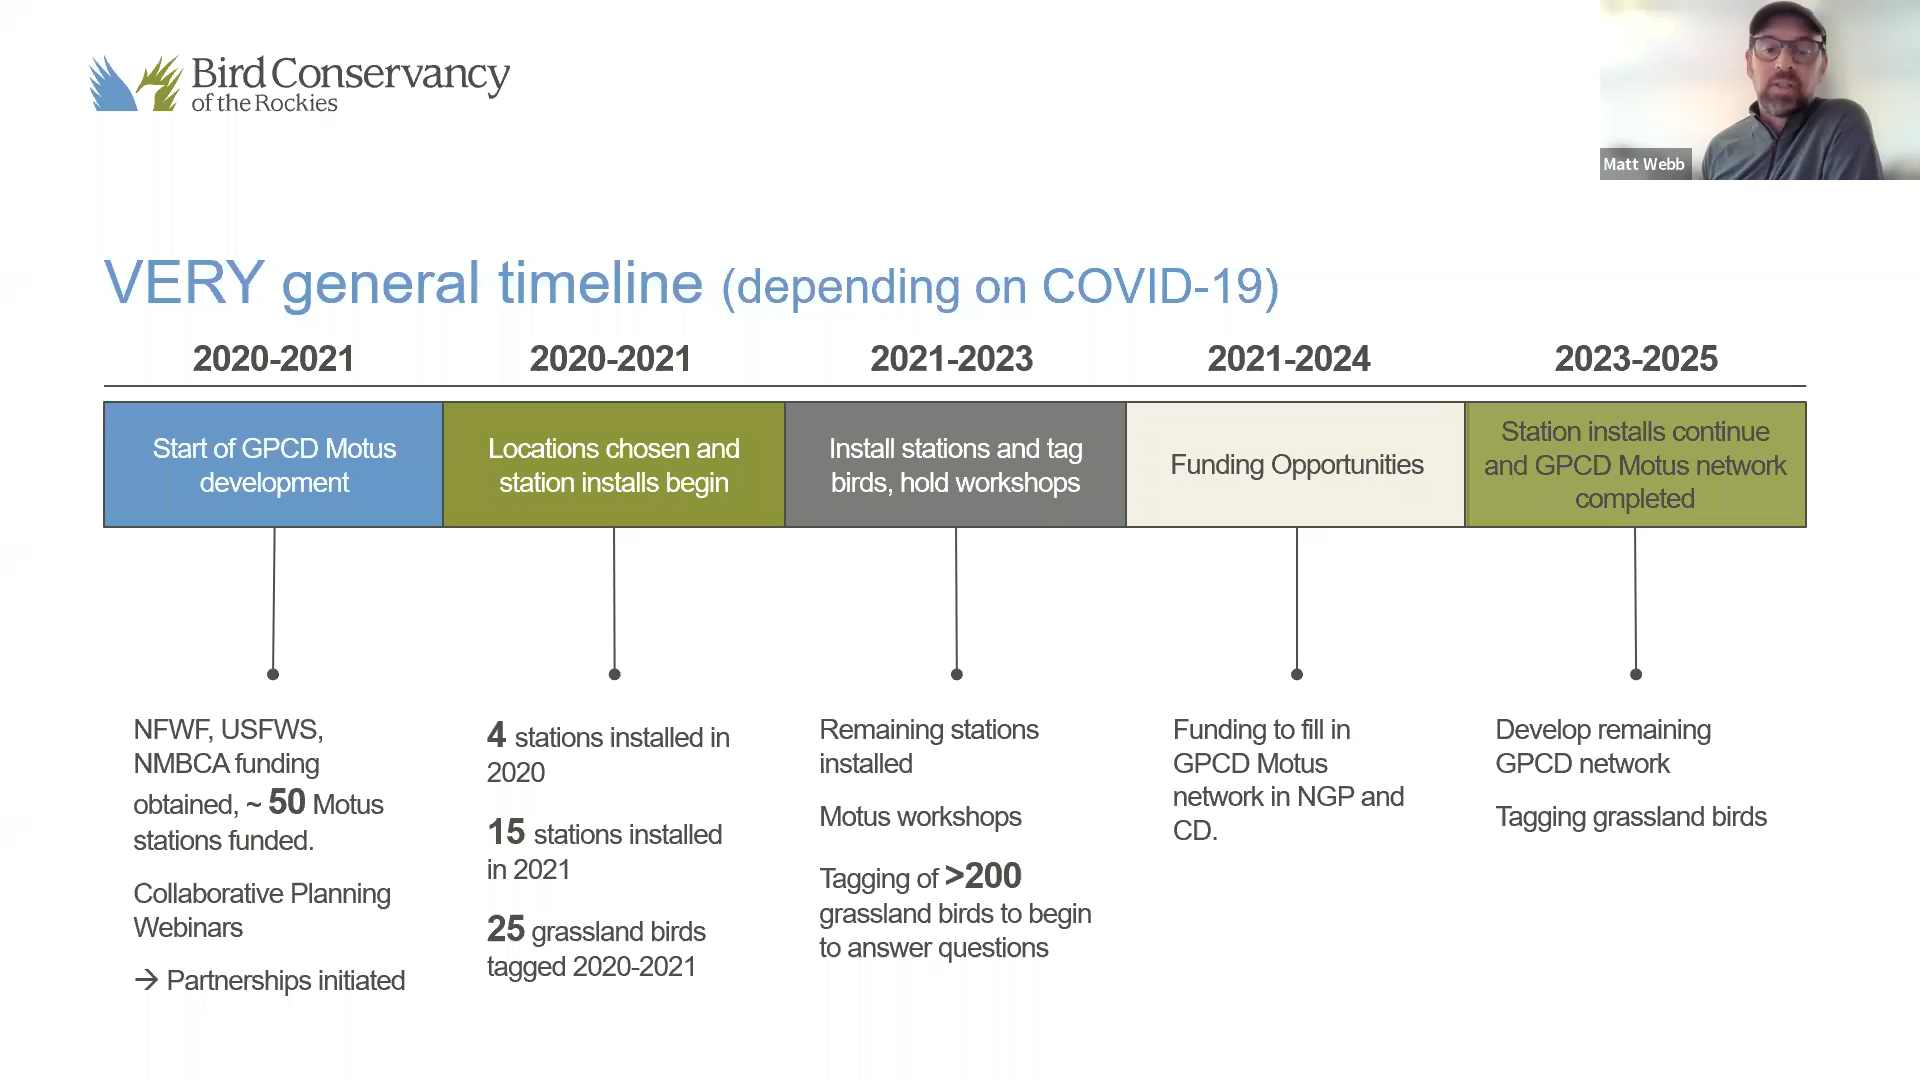 Bird Conservancy
of the Rockies
Matt Webb
VERY general timeline (depending on COVID-19)
2020-2021
2020-2021
2021-2023
2021-2024
2023-2025
Start of GPCD Motus
development
Locations chosen and
station installs begin
Install stations and tag
birds, hold workshops
Funding Opportunities
Station installs continue
and GPCD Motus network
completed
NFWF, USFWS,
NMBCA funding
obtained, ~ 50 Motus
stations funded.
Collaborative Planning
Webinars
→ Partnerships initiated
4 stations installed in
2020
15 stations installed
in 2021
25 grassland birds
tagged 2020-2021
Remaining stations
installed
Motus workshops
Tagging of >200
grassland birds to begin
to answer questions
Funding to fill in
GPCD Motus
network in NGP and
CD.
Develop remaining
GPCD network
Tagging grassland birds